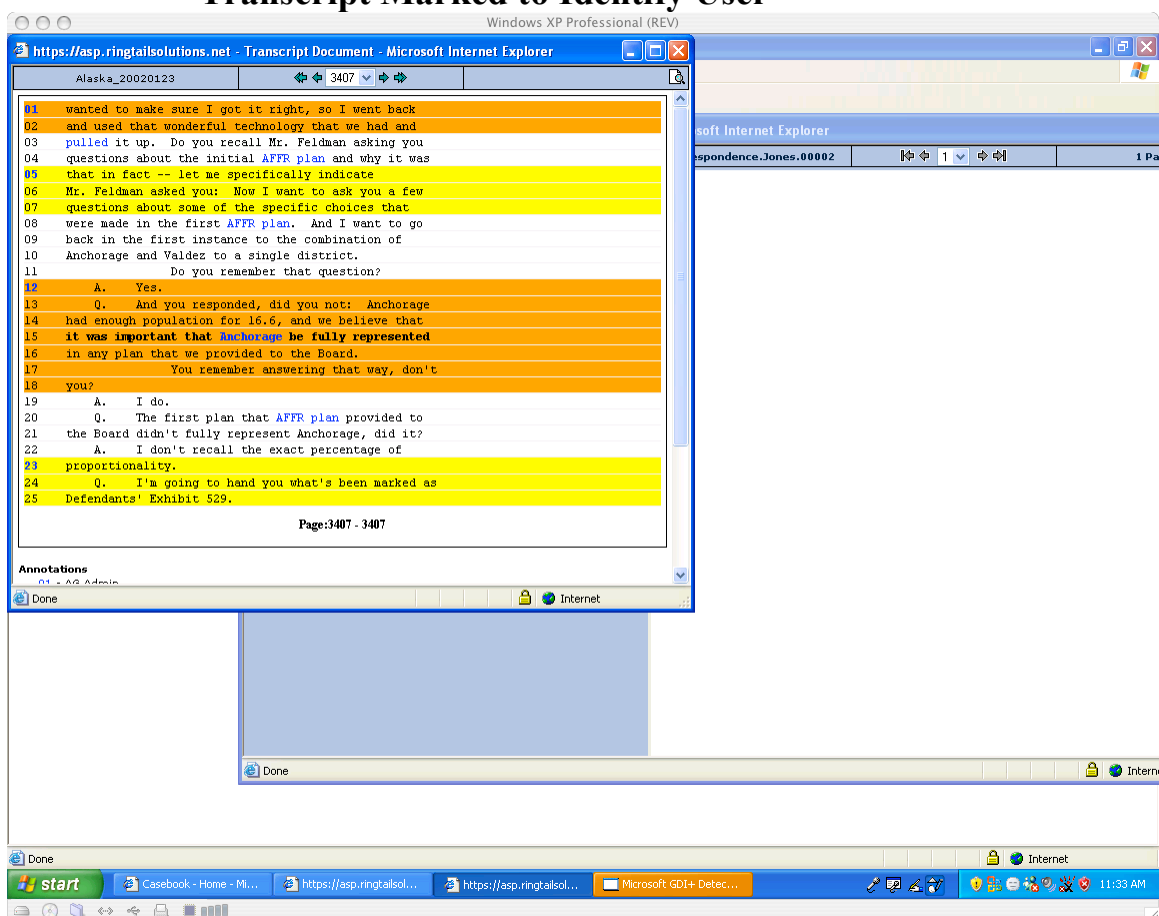 Transcript Marked to Identify User
Windows XP Professional (REV)
https://asp.ringtailsolutions.net - Transcript Document - Microsoft Internet Explorer
Alaska_20020123 3407
01 wanted to make sure I got it right, so I went back
02 and used that wonderful technology that we had and
03 pulled it up. Do you recall Mr. Feldman asking you
04 questions about the initial AFFR plan and why it was
05 that in fact -- let me specifically indicate
06 Mr. Feldman asked you: Now I want to ask you a few
07 questions about some of the specific choices that
08 were made in the first AFFR plan. And I want to go
09 back in the first instance to the combination of
10 Anchorage and Valdez to a single district.
11 Do you remember that question?
12 A. Yes.
13 Q. And you responded, did you not: Anchorage
14 had enough population for 16.6, and we believe that
15 it was important that Anchorage be fully represented
16 in any plan that we provided to the Board.
17 You remember answering that way, don't
18 you?
19 A. I do.
20 Q. The first plan that AFFR plan provided to
21 the Board didn't fully represent Anchorage, did it?
22 A. I don't recall the exact percentage of
23 proportionality.
24 Q. I'm going to hand you what's been marked as
25 Defendants' Exhibit 529.
Page:3407 - 3407
Annotations
01 - AG Admin
Done Internet
soft Internet Explorer
espondence.Jones.00002 1 1 Pa
Done Intern
Done Internet
start Casebook - Home - Mi... https://asp.ringtailsol... https://asp.ringtailsol... Microsoft GDI+ Detec... 11:33 AM